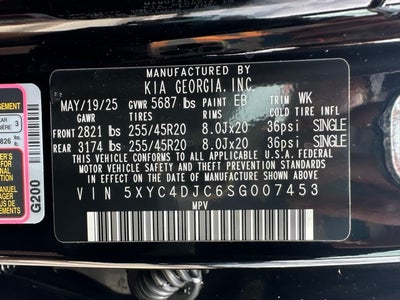 MANUFACTURED BY
KIA GEORGIA, INC.
MAY/19/25 GVWR 5687 lbs PAINT EB TRIM WK
GAWR TIRES RIMS COLD TIRE INFL
FRONT 2821 lbs 255/45R20 8.0Jx20 36psi SINGLE
REAR 3174 lbs 255/45R20 8.0Jx20 36psi SINGLE
THIS VEHICLE CONFORMS TO ALL APPLICABLE U.S.A. FEDERAL
MOTOR VEHICLE SAFETY STANDARDS IN EFFECT ON THE
DATE OF MANUFACTURE SHOWN ABOVE.
VIN 5XYC4DJC6SG007453
MPV
G200
3
826